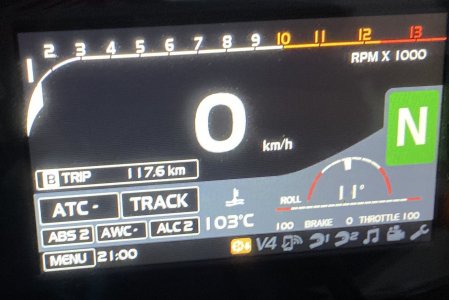 2 3 4 5 6 7 8 9 10 11 12 13
RPM X 1000
0 km/h
N
B TRIP 117.6 km
ATC - TRACK
ROLL 11°
ABS 2 AWC - ALC 2 103°C
100 BRAKE 0 THROTTLE 100
MENU 21:00 V4 1 2